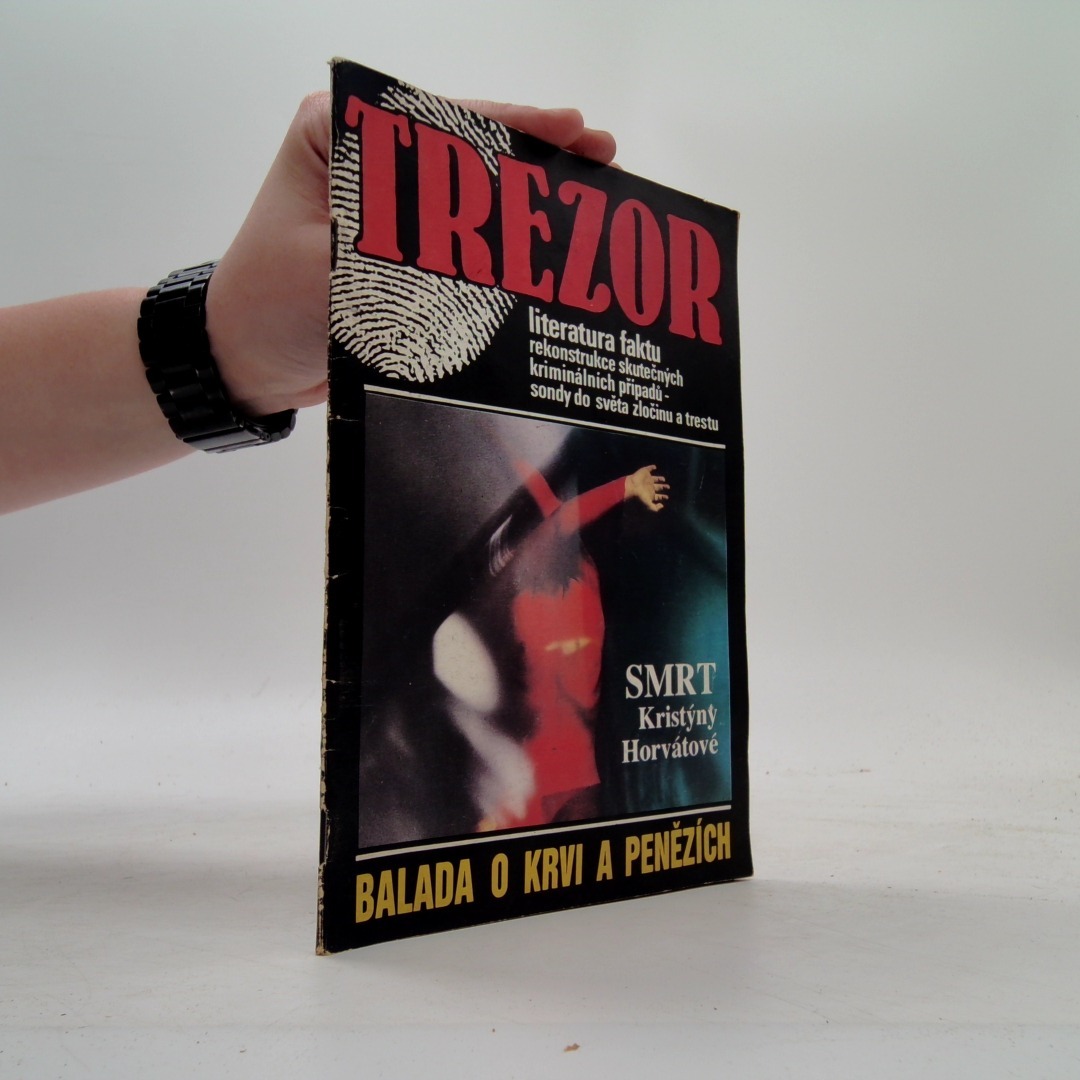 TREZOR
literatura faktu
rekonstrukce skutečných
kriminálních případů -
sondy do světa zločinu a trestu
SMRT
Kristýny
Horvátové
BALADA O KRVI A PENĚZÍCH